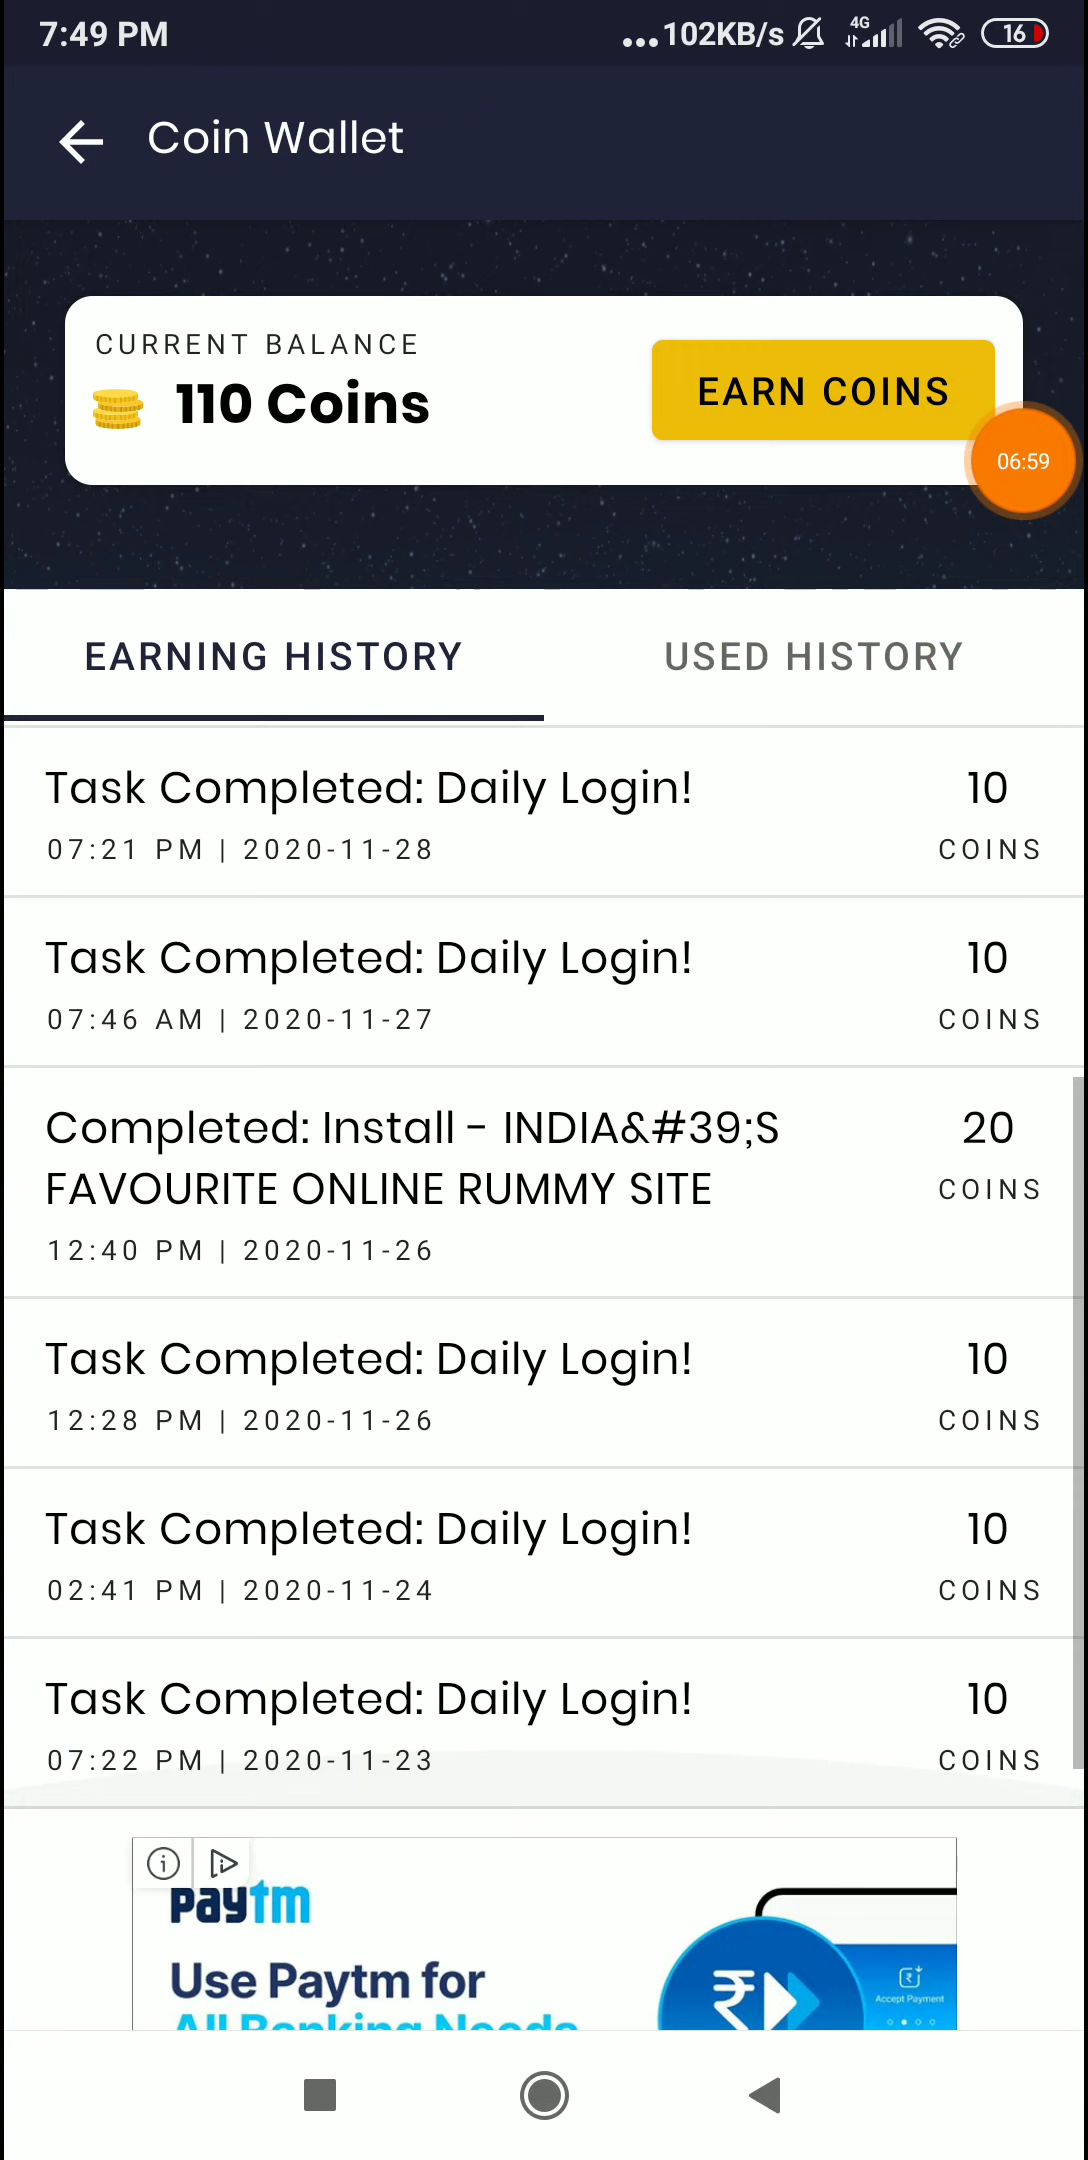 7:49 PM
...102KB/s 4G 16
Coin Wallet
CURRENT BALANCE
110 Coins
EARN COINS
06:59
EARNING HISTORY
USED HISTORY
Task Completed: Daily Login!
10
07:21 PM | 2020-11-28
COINS
Task Completed: Daily Login!
10
07:46 AM | 2020-11-27
COINS
Completed: Install - INDIA&#39;S
20
FAVOURITE ONLINE RUMMY SITE
COINS
12:40 PM | 2020-11-26
Task Completed: Daily Login!
10
12:28 PM | 2020-11-26
COINS
Task Completed: Daily Login!
10
02:41 PM | 2020-11-24
COINS
Task Completed: Daily Login!
10
07:22 PM | 2020-11-23
COINS
paytm
Use Paytm for
Accept Payment
All Banking Needs